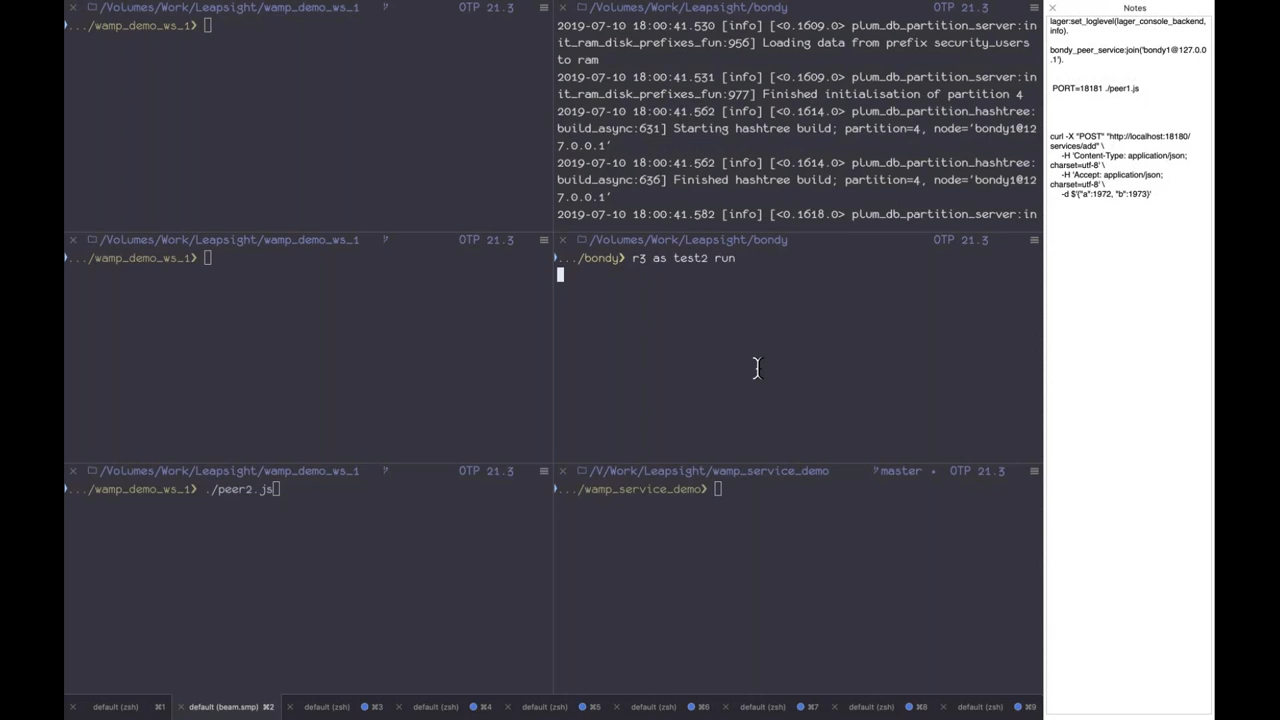 /Volumes/Work/Leapsight/wamp_demo_ws_1 OTP 21.3
.../wamp_demo_ws_1❯
/Volumes/Work/Leapsight/bondy OTP 21.3
2019-07-10 18:00:41.530 [info] [<0.1609.0> plum_db_partition_server:in
it_ram_disk_prefixes_fun:956] Loading data from prefix security_users
to ram
2019-07-10 18:00:41.531 [info] [<0.1609.0> plum_db_partition_server:in
it_ram_disk_prefixes_fun:977] Finished initialisation of partition 4
2019-07-10 18:00:41.562 [info] [<0.1614.0> plum_db_partition_hashtree:
build_async:631] Starting hashtree build; partition=4, node='bondy1@12
7.0.0.1'
2019-07-10 18:00:41.562 [info] [<0.1614.0> plum_db_partition_hashtree:
build_async:636] Finished hashtree build; partition=4, node='bondy1@12
7.0.0.1'
2019-07-10 18:00:41.582 [info] [<0.1618.0> plum_db_partition_server:in
/Volumes/Work/Leapsight/wamp_demo_ws_1 OTP 21.3
.../wamp_demo_ws_1❯
/Volumes/Work/Leapsight/bondy OTP 21.3
.../bondy❯ r3 as test2 run
/Volumes/Work/Leapsight/wamp_demo_ws_1 OTP 21.3
.../wamp_demo_ws_1❯ ./peer2.js
/V/Work/Leapsight/wamp_service_demo master • OTP 21.3
.../wamp_service_demo❯
default (zsh) ⌘1
default (beam.smp) ⌘2
default (zsh) ⌘3
default (zsh) ⌘4
default (zsh) ⌘5
default (zsh) ⌘6
default (zsh) ⌘7
default (zsh) ⌘8
default (zsh) ⌘9
Notes
lager:set_loglevel(lager_console_backend,
info).
bondy_peer_service:join('bondy1@127.0.0
.1').
PORT=18181 ./peer1.js
curl -X "POST" "http://localhost:18180/
services/add" \
-H 'Content-Type: application/json;
charset=utf-8' \
-H 'Accept: application/json;
charset=utf-8' \
-d $'{"a":1972, "b":1973}'